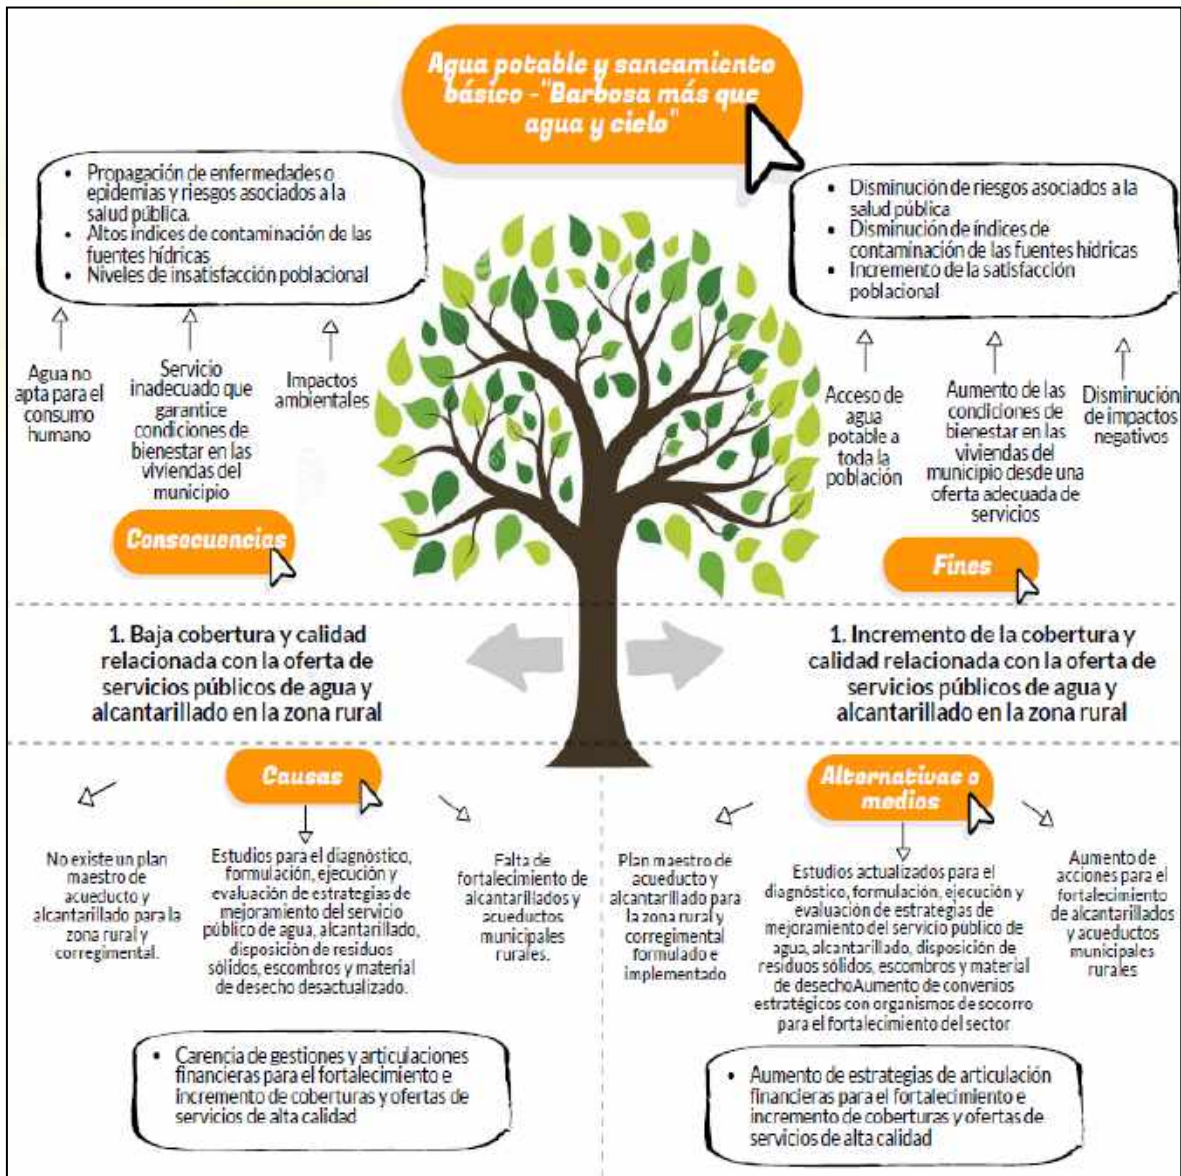 Agua potable y saneamiento
básico -"Barbosa más que
agua y cielo"
• Propagación de enfermedades o
epidemias y riesgos asociados a la
salud pública.
• Altos índices de contaminación de las
fuentes hídricas
• Niveles de insatisfacción poblacional
Agua no
apta para el
consumo
humano
Servicio
inadecuado que
garantice
condiciones de
bienestar en las
viviendas del
municipio
Impactos
ambientales
Consecuencias
• Disminución de riesgos asociados a la
salud pública
• Disminución de índices de
contaminación de las fuentes hídricas
• Incremento de la satisfacción
poblacional
Acceso de
agua
potable a
toda la
población
Aumento de las
condiciones de
bienestar en las
viviendas del
municipio desde una
oferta adecuada de
servicios
Disminución
de impactos
negativos
Fines
1. Baja cobertura y calidad
relacionada con la oferta de
servicios públicos de agua y
alcantarillado en la zona rural
1. Incremento de la cobertura y
calidad relacionada con la oferta de
servicios públicos de agua y
alcantarillado en la zona rural
Causas
No existe un plan
maestro de
acueducto y
alcantarillado para la
zona rural y
corregimental.
Estudios para el diagnóstico,
formulación, ejecución y
evaluación de estrategias de
mejoramiento del servicio
público de agua, alcantarillado,
disposición de residuos
sólidos, escombros y material
de desecho desactualizado.
Falta de
fortalecimiento de
alcantarillados y
acueductos
municipales
rurales.
• Carencia de gestiones y articulaciones
financieras para el fortalecimiento e
incremento de coberturas y ofertas de
servicios de alta calidad
Alternativas o
medios
Plan maestro de
acueducto y
alcantarillado para
la zona rural y
corregimental
formulado e
implementado
Estudios actualizados para el
diagnóstico, formulación, ejecución y
evaluación de estrategias de
mejoramiento del servicio público de
agua, alcantarillado, disposición de
residuos sólidos, escombros y material
de desechoAumento de convenios
estratégicos con organismos de socorro
para el fortalecimiento del sector
Aumento de
acciones para el
fortalecimiento
de alcantarillados
y acueductos
municipales
rurales
• Aumento de estrategias de articulación
financieras para el fortalecimiento e
incremento de coberturas y ofertas de
servicios de alta calidad